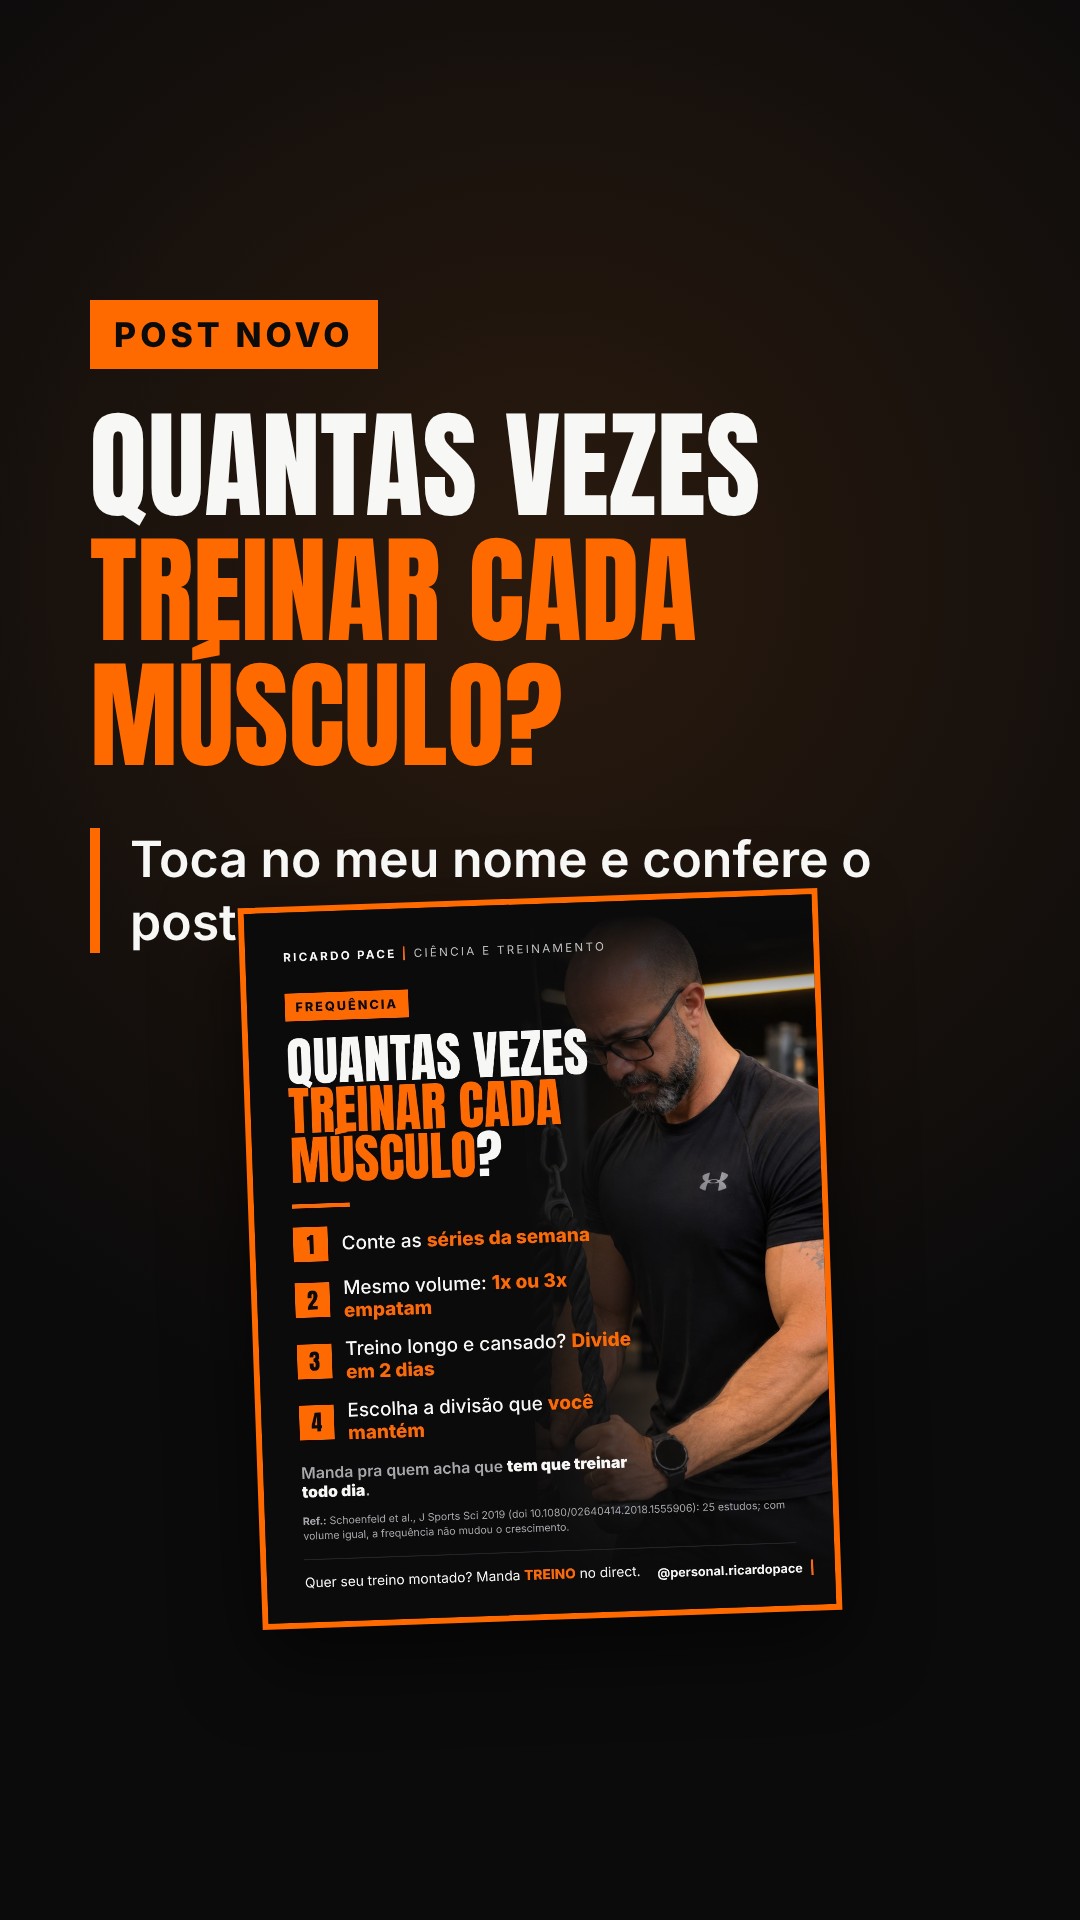 POST NOVO
QUANTAS VEZES
TREINAR CADA
MÚSCULO?
Toca no meu nome e confere o
post
RICARDO PACE | CIÊNCIA E TREINAMENTO
FREQUÊNCIA
QUANTAS VEZES
TREINAR CADA
MÚSCULO?
1 Conte as séries da semana
2 Mesmo volume: 1x ou 3x
empatam
3 Treino longo e cansado? Divide
em 2 dias
4 Escolha a divisão que você
mantém
Manda pra quem acha que tem que treinar
todo dia.
Ref.: Schoenfeld et al., J Sports Sci 2019 (doi 10.1080/02640414.2018.1555906): 25 estudos; com
volume igual, a frequência não mudou o crescimento.
Quer seu treino montado? Manda TREINO no direct. @personal.ricardopace |